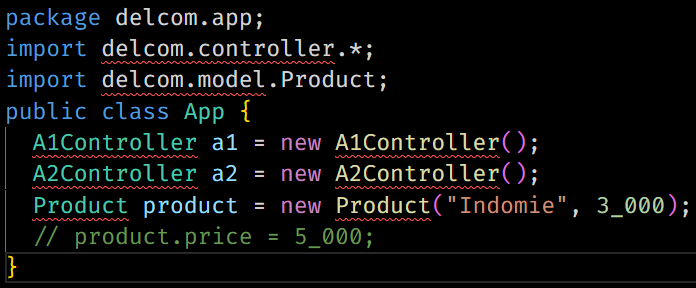 package delcom.app;
import delcom.controller.*;
import delcom.model.Product;
public class App {
  A1Controller a1 = new A1Controller();
  A2Controller a2 = new A2Controller();
  Product product = new Product("Indomie", 3_000);
  // product.price = 5_000;
}